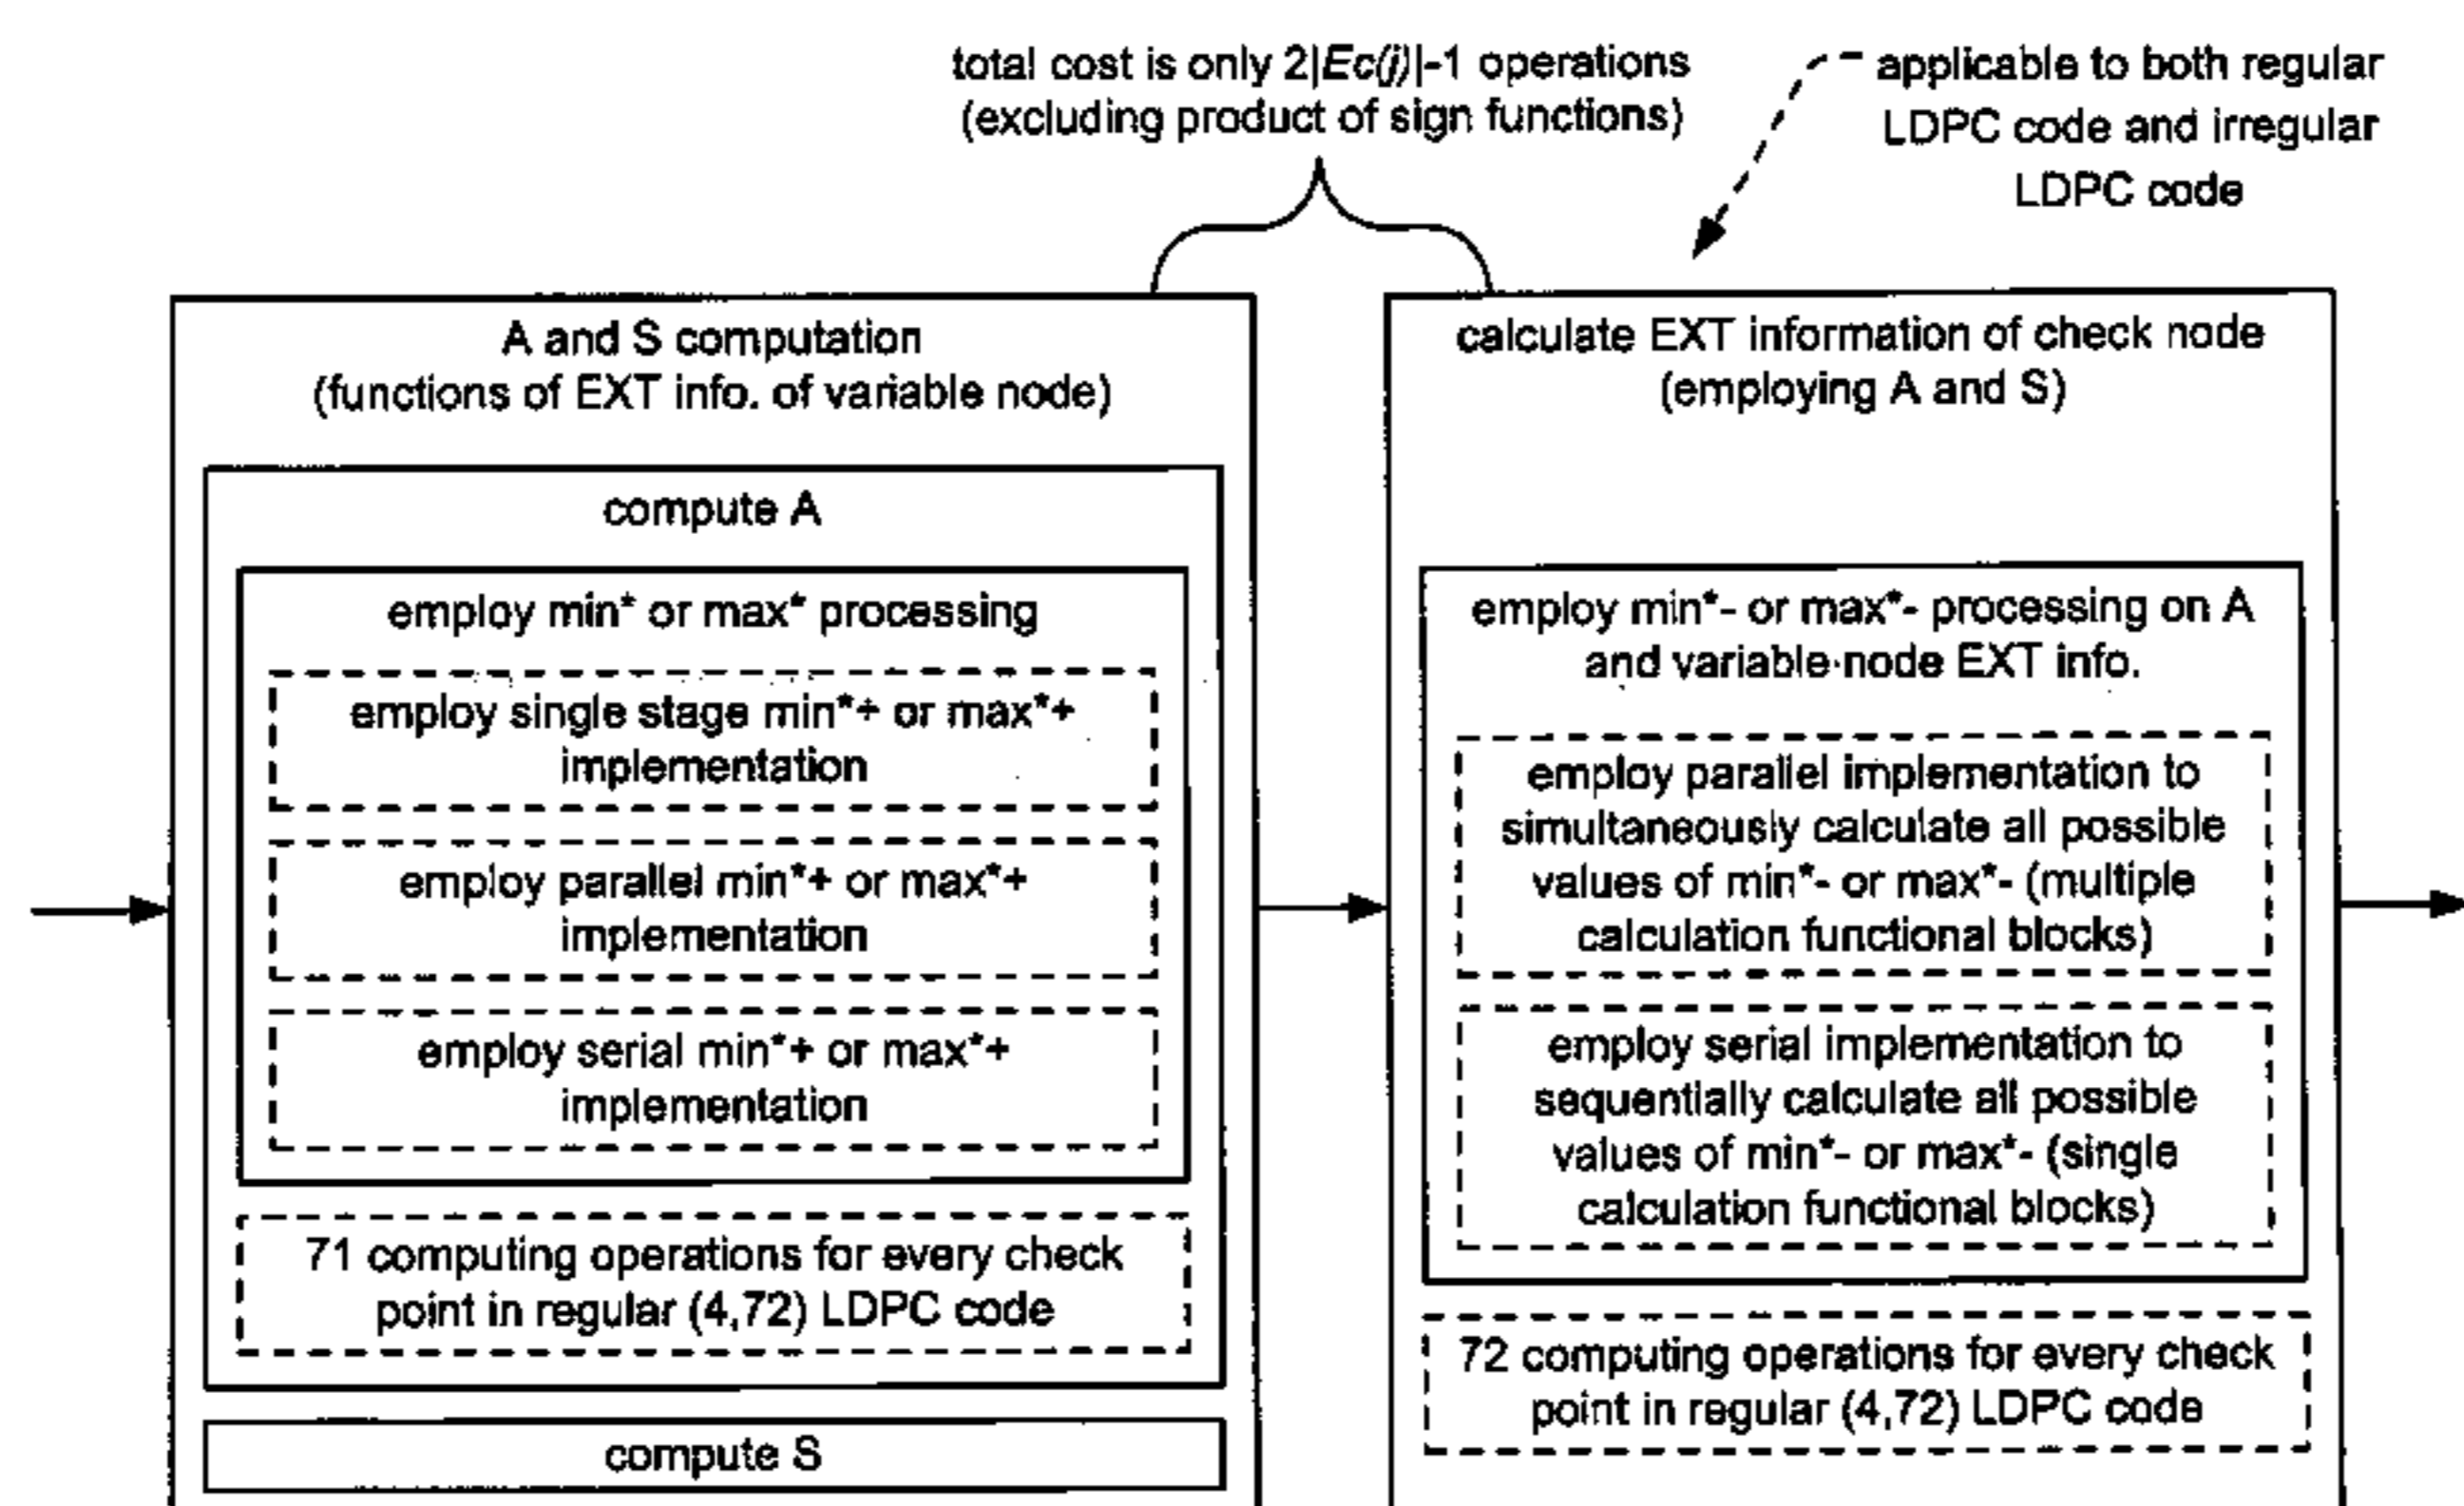 total cost is only 2|Ec(j)|-1 operations
(excluding product of sign functions)
applicable to both regular
LDPC code and irregular
LDPC code
A and S computation
(functions of EXT info. of variable node)
compute A
employ min* or max* processing
employ single stage min*+ or max*+
implementation
employ parallel min*+ or max*+
implementation
employ serial min*+ or max*+
implementation
71 computing operations for every check
point in regular (4,72) LDPC code
compute S
calculate EXT information of check node
(employing A and S)
employ min*- or max*- processing on A
and variable node EXT info.
employ parallel implementation to
simultaneously calculate all possible
values of min*- or max*- (multiple
calculation functional blocks)
employ serial implementation to
sequentially calculate all possible
values of min*- or max*- (single
calculation functional blocks)
72 computing operations for every check
point in regular (4,72) LDPC code